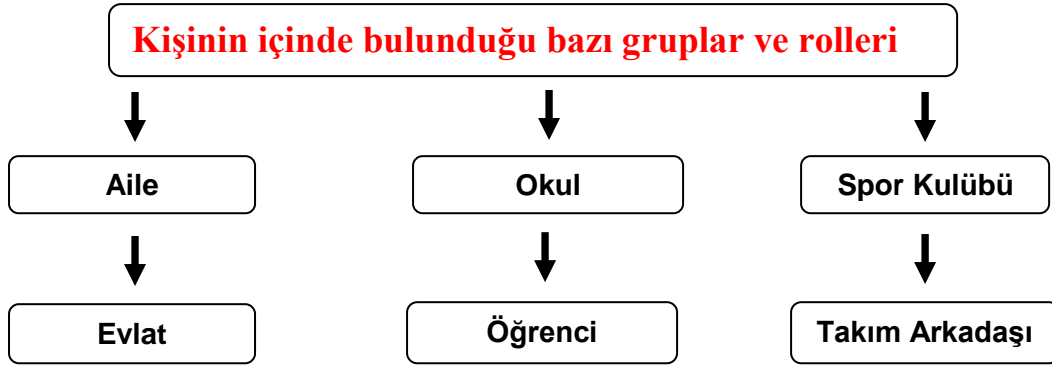 Kişinin içinde bulunduğu bazı gruplar ve rolleri
Aile
Okul
Spor Kulübü
Evlat
Öğrenci
Takım Arkadaşı